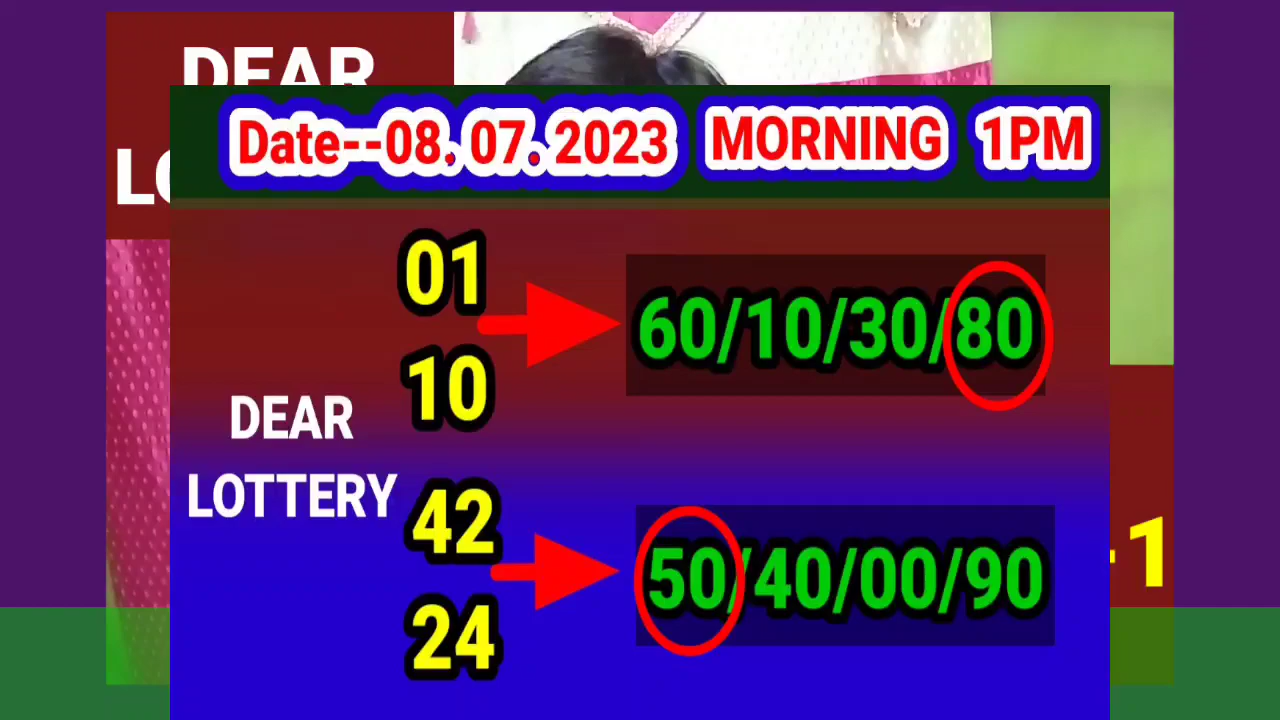 DEAR
Date--08. 07. 2023 MORNING 1PM
01
60/10/30/80
10
DEAR
LOTTERY
42
50/40/00/90
24